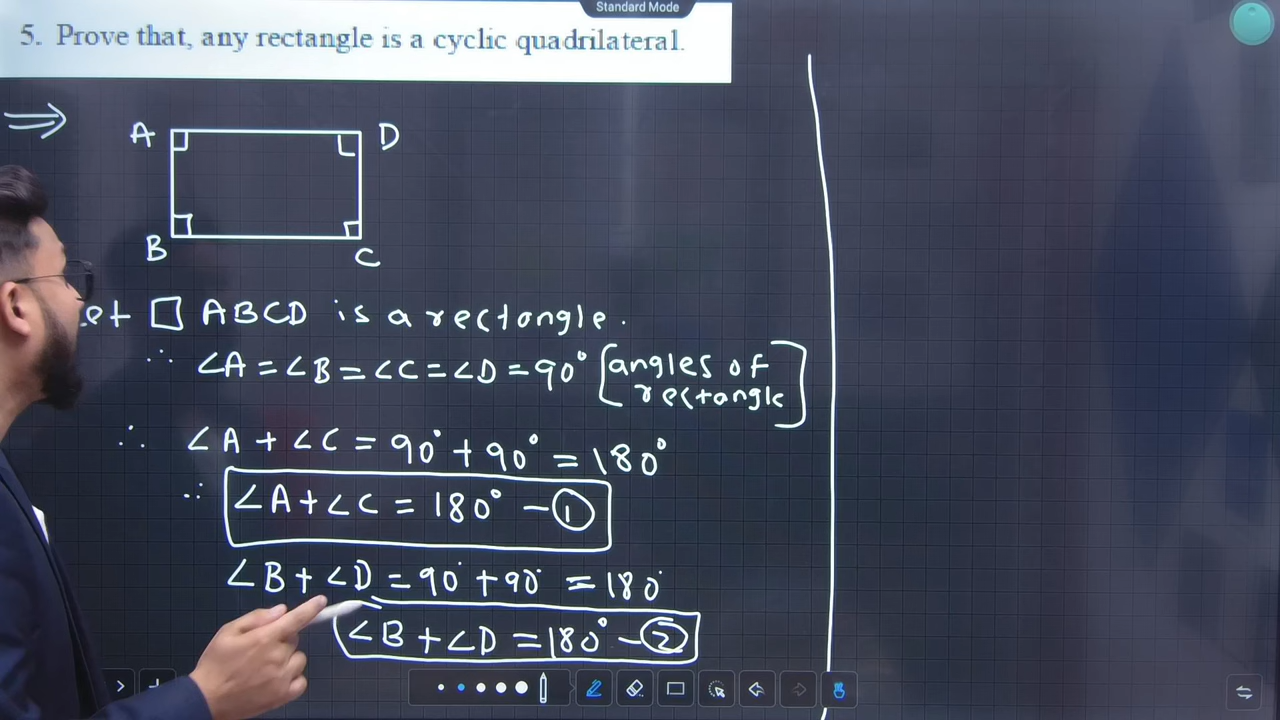 Standard Mode
5. Prove that, any rectangle is a cyclic quadrilateral.
⇒
A D
B C
et □ ABCD is a rectangle.
∴ ∠A = ∠B = ∠C = ∠D = 90° [angles of
rectangle]
∴ ∠A + ∠C = 90° + 90° = 180°
∴ ∠A + ∠C = 180° – ①
∠B + ∠D = 90° + 90° = 180°
∠B + ∠D = 180° – ②